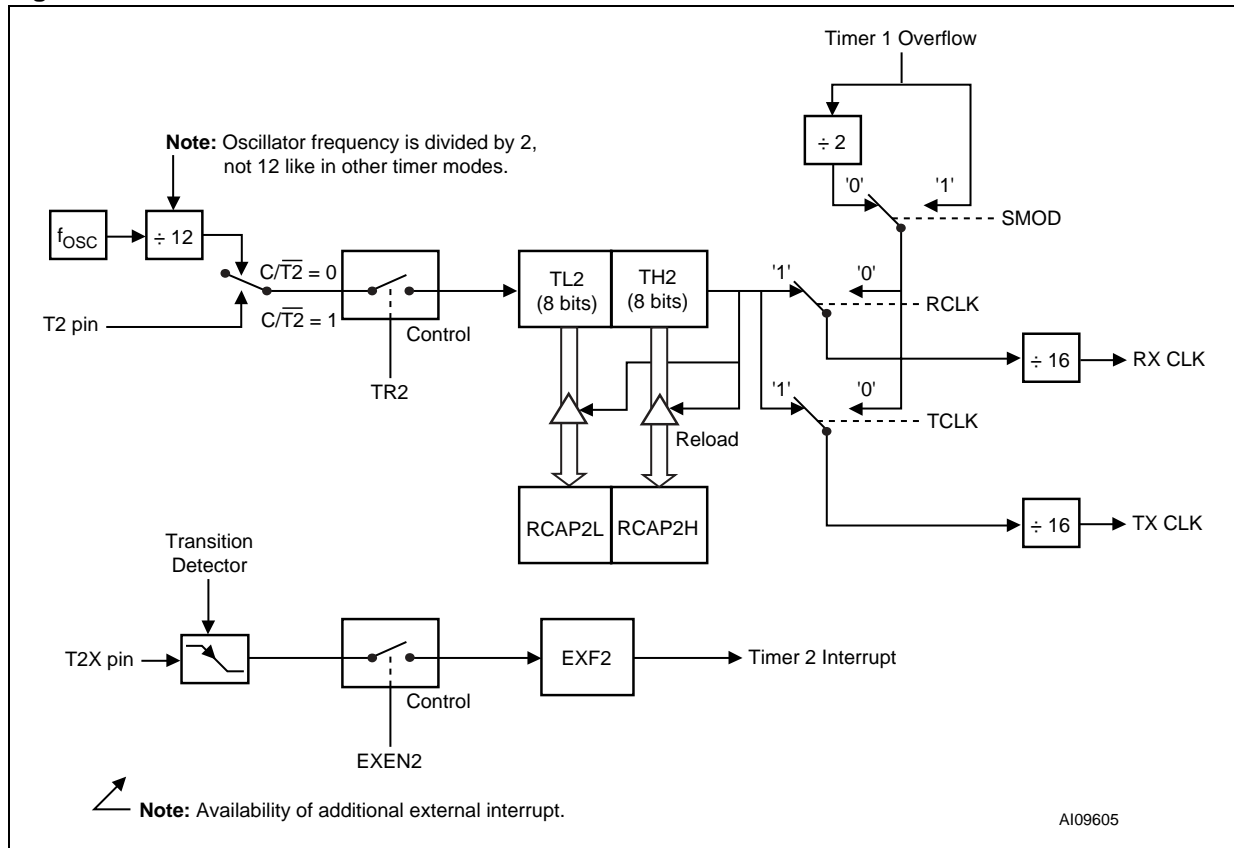 Timer 1 Overflow
÷ 2
Note: Oscillator frequency is divided by 2,
not 12 like in other timer modes.
'0'
'1'
SMOD
fOSC
÷ 12
C/T̅2̅ = 0
C/T̅2̅ = 1
T2 pin
Control
TR2
TL2
(8 bits)
TH2
(8 bits)
'1'
'0'
RCLK
÷ 16
RX CLK
'1'
'0'
TCLK
Reload
RCAP2L
RCAP2H
÷ 16
TX CLK
Transition
Detector
T2X pin
Control
EXEN2
EXF2
Timer 2 Interrupt
Note: Availability of additional external interrupt.
AI09605